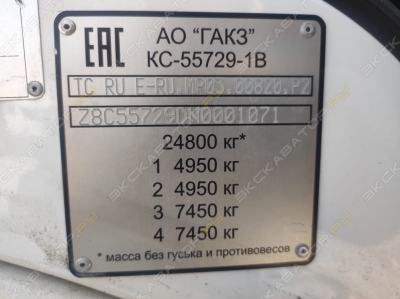 ЕАС
АО "ГАКЗ"
КС-55729-1В
ТС RU E-RU.МР03.00820.Р2
Z8C55729DN0001071
24800 кг*
1 4950 кг
2 4950 кг
3 7450 кг
4 7450 кг
* масса без гуська и противовесов